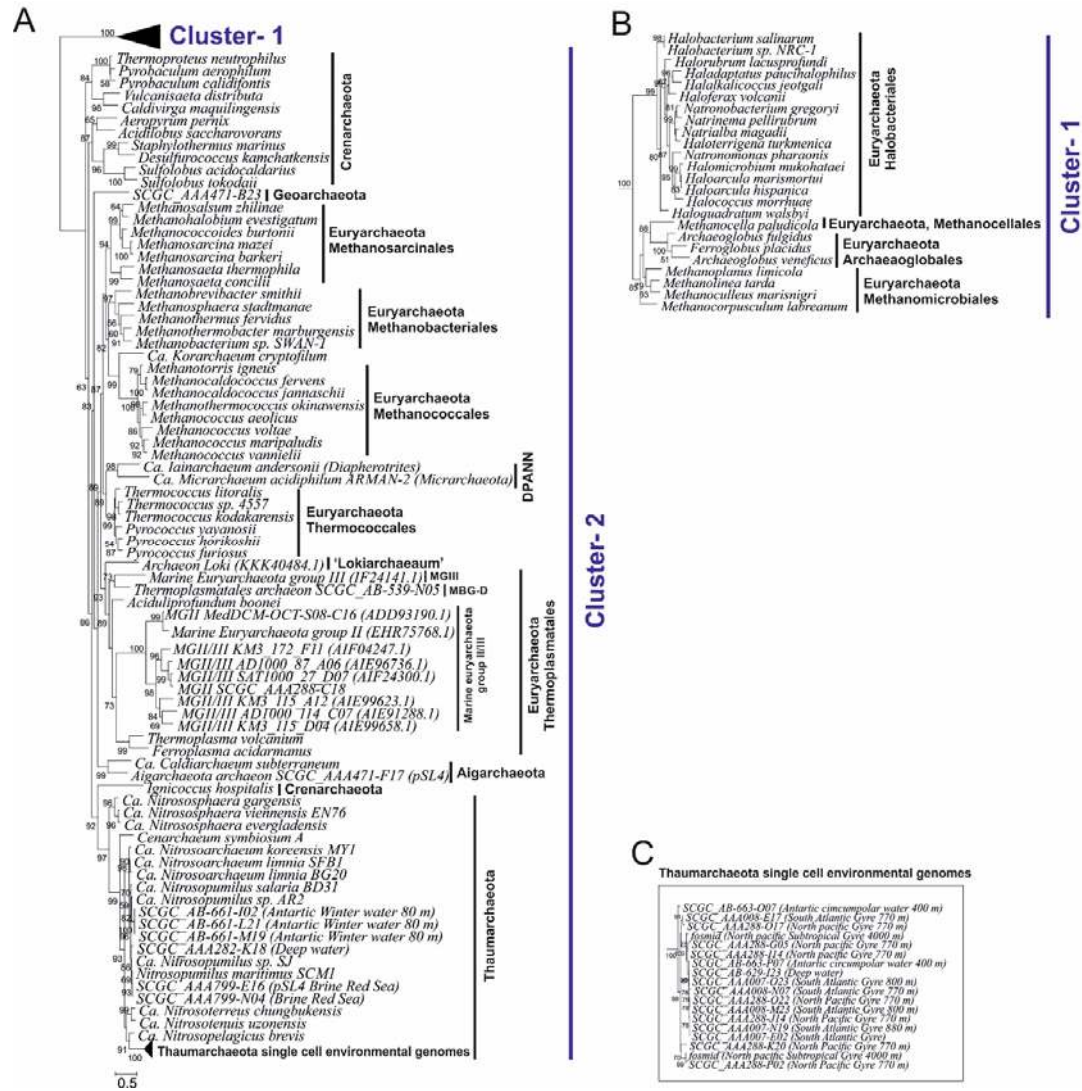 A
Cluster- 1
Thermoproteus neutrophilus
Pyrobaculum aerophilum
Pyrobaculum calidifontis
Vulcanisaeta distributa
Caldivirga maquilingensis
Aeropyrum pernix
Acidilobus saccharovorans
Staphylothermus marinus
Desulfurococcus kamchatkensis
Sulfolobus acidocaldarius
Sulfolobus tokodaii
Crenarchaeota
SCGC_AAA471-B23 Geoarchaeota
Methanosalsum zhilinae
Methanohalobium evestigatum
Methanococcoides burtonii
Methanosarcina mazei
Methanosarcina barkeri
Methanosaeta thermophila
Methanosaeta concilii
Euryarchaeota
Methanosarcinales
Methanobrevibacter smithii
Methanosphaera stadtmanae
Methanothermus fervidus
Methanothermobacter marburgensis
Methanobacterium sp. SWAN-1
Euryarchaeota
Methanobacteriales
Ca. Korarchaeum cryptofilum
Methanotorris igneus
Methanocaldococcus fervens
Methanocaldococcus jannaschii
Methanothermococcus okinawensis
Methanococcus aeolicus
Methanococcus voltae
Methanococcus maripaludis
Methanococcus vannielii
Euryarchaeota
Methanococcales
Ca. Iainarchaeum andersonii (Diapherotrites)
Ca. Micrarchaeum acidiphilum ARMAN-2 (Micrarchaeota)
DPANN
Thermococcus litoralis
Thermococcus sp. 4557
Thermococcus kodakarensis
Pyrococcus yayanosii
Pyrococcus horikoshii
Pyrococcus furiosus
Euryarchaeota
Thermococcales
Archaeon Loki (KKK40484.1) 'Lokiarchaeaum'
Marine Euryarchaeota group III (IF24141.1) MGIII
Thermoplasmatales archaeon SCGC_AB-539-N05 MBG-D
Aciduliprofundum boonei
MGII MedDCM-OCT-S08-C16 (ADD93190.1)
Marine Euryarchaeota group II (EHR75768.1)
MGII/III KM3_172_F11 (AIF04247.1)
MGII/III AD1000_87_A06 (AIE96736.1)
MGII/III SAT1000_27_D07 (AIF24300.1)
MGII SCGC_AAA288-C18
MGII/III KM3_115_A12 (AIE99623.1)
MGII/III AD1000_114_C07 (AIE91288.1)
MGII/III KM3_115_D04 (AIE99658.1)
Marine euryarchaeota
group II/III
Thermoplasma volcanium
Ferroplasma acidarmanus
Euryarchaeota
Thermoplasmatales
Ca. Caldiarchaeum subterraneum
Aigarchaeota archaeon SCGC_AAA471-F17 (pSL4) Aigarchaeota
Ignicoccus hospitalis Crenarchaeota
Ca. Nitrososphaera gargensis
Ca. Nitrososphaera viennensis EN76
Ca. Nitrososphaera evergladensis
Cenarchaeum symbiosum A
Ca. Nitrosoarchaeum koreensis MY1
Ca. Nitrosoarchaeum limnia SFB1
Ca. Nitrosoarchaeum limnia BG20
Ca. Nitrosopumilus salaria BD31
Ca. Nitrosopumilus sp. AR2
SCGC_AB-661-I02 (Antartic Winter water 80 m)
SCGC_AB-661-L21 (Antartic Winter water 80 m)
SCGC_AB-661-M19 (Antartic Winter water 80 m)
SCGC_AAA282-K18 (Deep water)
Ca. Nitrosopumilus sp. SJ
Nitrosopumilus maritimus SCM1
SCGC_AAA799-E16 (pSL4 Brine Red Sea)
SCGC_AAA799-N04 (Brine Red Sea)
Ca. Nitrosoterreus chungbukensis
Ca. Nitrosotenuis uzonensis
Ca. Nitrosopelagicus brevis
Thaumarchaeota single cell environmental genomes
Thaumarchaeota
0.5
Cluster- 2
B
Halobacterium salinarum
Halobacterium sp. NRC-1
Halorubrum lacusprofundi
Haladaptatus paucihalophilus
Halalkalicoccus jeotgali
Haloferax volcanii
Natronobacterium gregoryi
Natrinema pellirubrum
Natrialba magadii
Haloterrigena turkmenica
Natronomonas pharaonis
Halomicrobium mukohataei
Haloarcula marismortui
Haloarcula hispanica
Halococcus morrhuae
Haloquadratum walsbyi
Euryarchaeota
Halobacteriales
Methanocella paludicola Euryarchaeota, Methanocellales
Archaeoglobus fulgidus
Ferroglobus placidus
Archaeoglobus veneficus
Euryarchaeota
Archaeaoglobales
Methanoplanus limicola
Methanolinea tarda
Methanoculleus marisnigri
Methanocorpusculum labreanum
Euryarchaeota
Methanomicrobiales
Cluster- 1
C
Thaumarchaeota single cell environmental genomes
SCGC_AB-663-O07 (Antartic cimcumpolar water 400 m)
SCGC_AAA008-E17 (South Atlantic Gyre 770 m)
SCGC_AAA288-O17 (North pacific Gyre 770 m)
fosmid (North pacific Subtropical Gyre 4000 m)
SCGC_AAA288-G05 (North Pacific Gyre 770 m)
SCGC_AAA288-I14 (North pacific Gyre 770 m)
SCGC_AB-663-P07 (Antartic circumpolar water 400 m)
SCGC_AB-629-I23 (Deep water)
SCGC_AAA007-O23 (South Atlantic Gyre 800 m)
SCGC_AAA008-N07 (South Atlantic Gyre 770 m)
SCGC_AAA288-O22 (North Pacific Gyre 770 m)
SCGC_AAA008-M23 (South Atlantic Gyre 800 m)
SCGC_AAA288-J14 (North Pacific Gyre 770 m)
SCGC_AAA007-N19 (South Atlantic Gyre 880 m)
SCGC_AAA007-E02 (South Atlantic Gyre)
SCGC_AAA288-K20 (North Pacific Gyre 770 m)
fosmid (North pacific Subtropical Gyre 4000 m)
SCGC_AAA288-P02 (North Pacific Gyre 770 m)